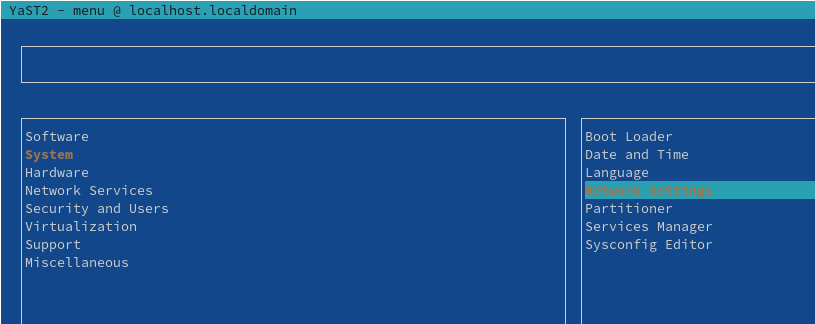 YaST2 - menu @ localhost.localdomain
Software
System
Hardware
Network Services
Security and Users
Virtualization
Support
Miscellaneous
Boot Loader
Date and Time
Language
Network Settings
Partitioner
Services Manager
Sysconfig Editor